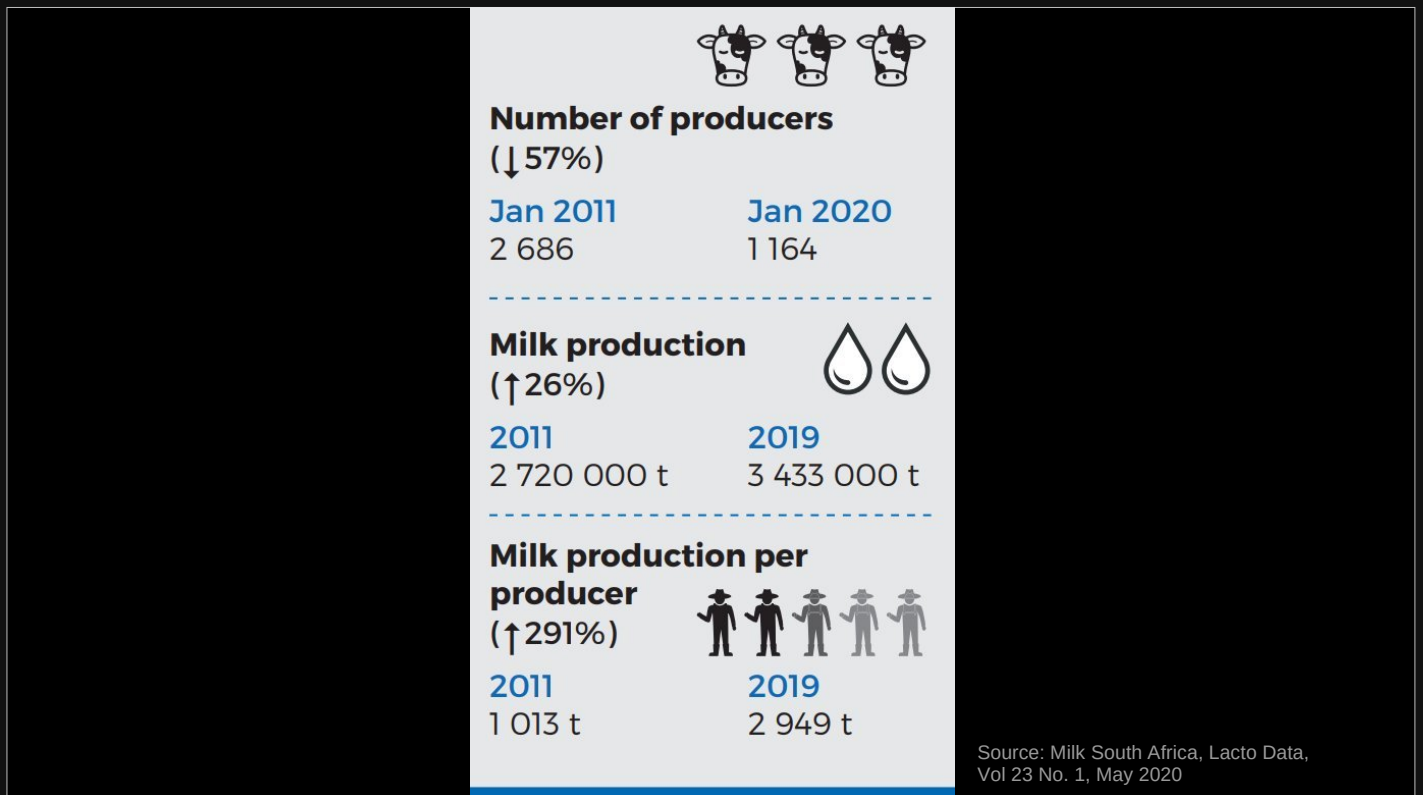 Number of producers
(↓57%)
Jan 2011 Jan 2020
2 686 1 164
Milk production
(↑26%)
2011 2019
2 720 000 t 3 433 000 t
Milk production per
producer
(↑291%)
2011 2019
1 013 t 2 949 t
Source: Milk South Africa, Lacto Data,
Vol 23 No. 1, May 2020